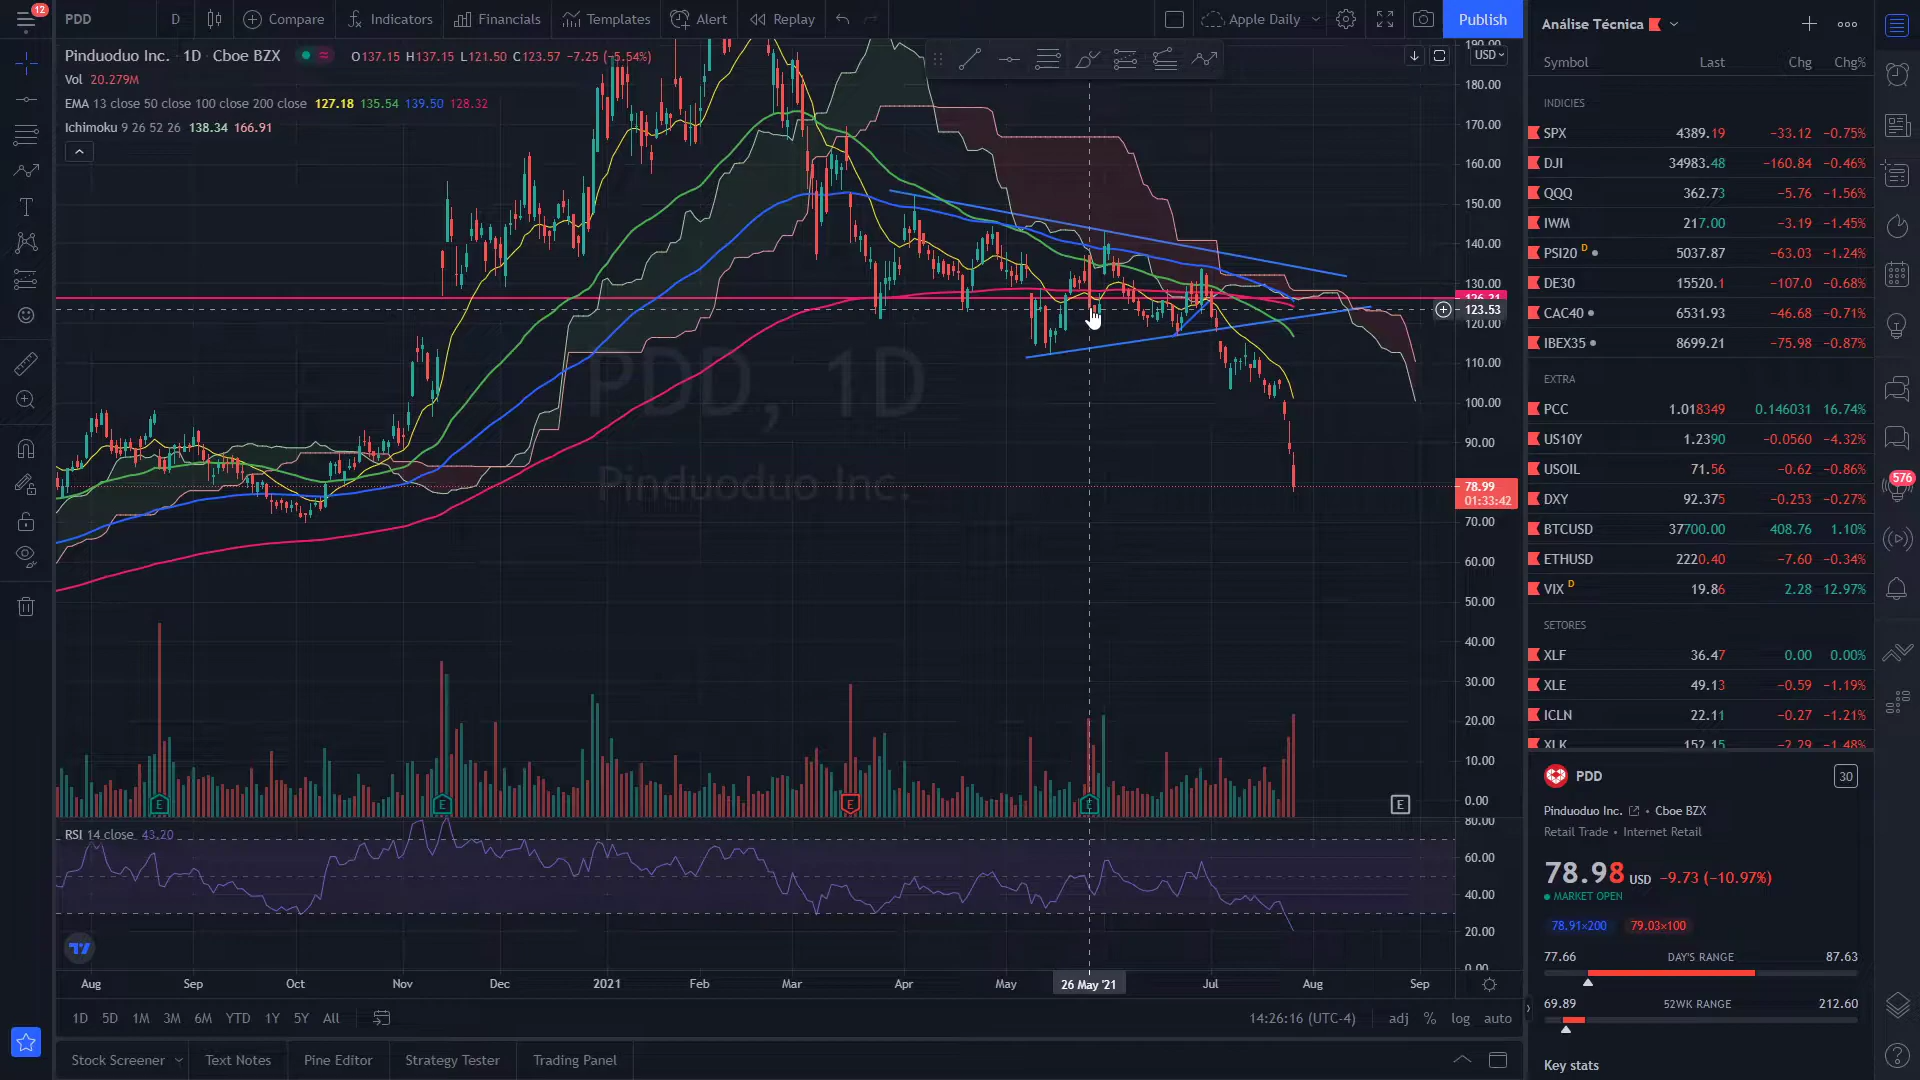 12
PDD
D
Compare
Indicators
Financials
Templates
Alert
Replay
Apple Daily
Publish
Pinduoduo Inc. · 1D · Cboe BZX
O137.15 H137.15 L121.50 C123.57 −7.25 (−5.54%)
Vol 20.279M
EMA 13 close 50 close 100 close 200 close 127.18 135.54 139.50 128.32
Ichimoku 9 26 52 26 138.34 166.91
USD
190.00
180.00
170.00
160.00
150.00
140.00
130.00
126.31
123.53
120.00
110.00
100.00
90.00
78.99
01:33:42
70.00
60.00
50.00
40.00
30.00
20.00
10.00
0.00
PDD, 1D
Pinduoduo Inc.
E
E
E
E
E
RSI 14 close 43.20
80.00
60.00
40.00
20.00
0.00
Aug
Sep
Oct
Nov
Dec
2021
Feb
Mar
Apr
May
26 May '21
Jul
Aug
Sep
1D 5D 1M 3M 6M YTD 1Y 5Y All
14:26:16 (UTC-4)
adj % log auto
Stock Screener
Text Notes
Pine Editor
Strategy Tester
Trading Panel
Análise Técnica
Symbol Last Chg Chg%
INDICIES
SPX 4389.19 −33.12 −0.75%
DJI 34983.48 −160.84 −0.46%
QQQ 362.73 −5.76 −1.56%
IWM 217.00 −3.19 −1.45%
PSI20 D 5037.87 −63.03 −1.24%
DE30 15520.1 −107.0 −0.68%
CAC40 6531.93 −46.68 −0.71%
IBEX35 8699.21 −75.98 −0.87%
EXTRA
PCC 1.018349 0.146031 16.74%
US10Y 1.2390 −0.0560 −4.32%
USOIL 71.56 −0.62 −0.86%
DXY 92.375 −0.253 −0.27%
BTCUSD 37700.00 408.76 1.10%
ETHUSD 2220.40 −7.60 −0.34%
VIX D 19.86 2.28 12.97%
SETORES
XLF 36.47 0.00 0.00%
XLE 49.13 −0.59 −1.19%
ICLN 22.11 −0.27 −1.21%
XLK 152.15 −2.29 −1.48%
PDD
30
Pinduoduo Inc. • Cboe BZX
Retail Trade • Internet Retail
78.98 USD −9.73 (−10.97%)
MARKET OPEN
78.91×200 79.03×100
77.66 DAY'S RANGE 87.63
69.89 52WK RANGE 212.60
Key stats
576